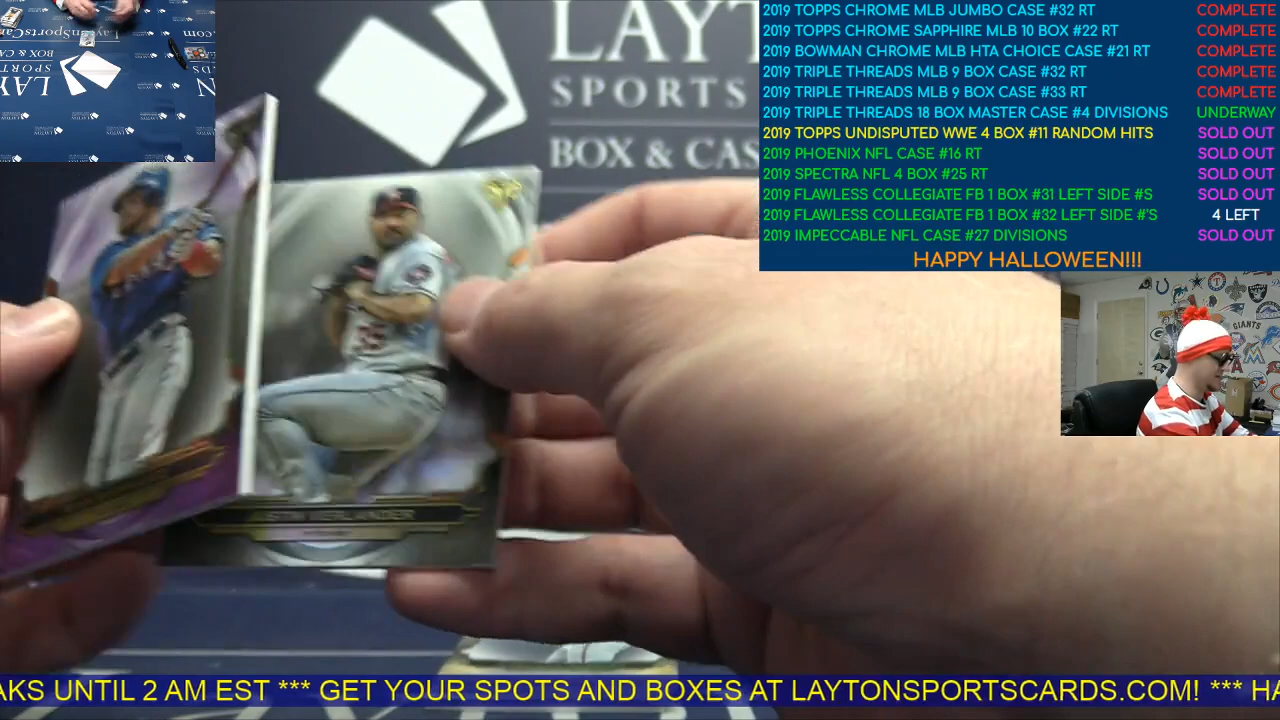 LAYT
SPORTS
BOX & CAS
2019 TOPPS CHROME MLB JUMBO CASE #32 RT COMPLETE
2019 TOPPS CHROME SAPPHIRE MLB 10 BOX #22 RT COMPLETE
2019 BOWMAN CHROME MLB HTA CHOICE CASE #21 RT COMPLETE
2019 TRIPLE THREADS MLB 9 BOX CASE #32 RT COMPLETE
2019 TRIPLE THREADS MLB 9 BOX CASE #33 RT COMPLETE
2019 TRIPLE THREADS 18 BOX MASTER CASE #4 DIVISIONS UNDERWAY
2019 TOPPS UNDISPUTED WWE 4 BOX #11 RANDOM HITS SOLD OUT
2019 PHOENIX NFL CASE #16 RT SOLD OUT
2019 SPECTRA NFL 4 BOX #25 RT SOLD OUT
2019 FLAWLESS COLLEGIATE FB 1 BOX #31 LEFT SIDE #S SOLD OUT
2019 FLAWLESS COLLEGIATE FB 1 BOX #32 LEFT SIDE #'S 4 LEFT
2019 IMPECCABLE NFL CASE #27 DIVISIONS SOLD OUT
HAPPY HALLOWEEN!!!
GIANTS
35
JUSTIN VERLANDER
AKS UNTIL 2 AM EST *** GET YOUR SPOTS AND BOXES AT LAYTONSPORTSCARDS.COM! *** HA